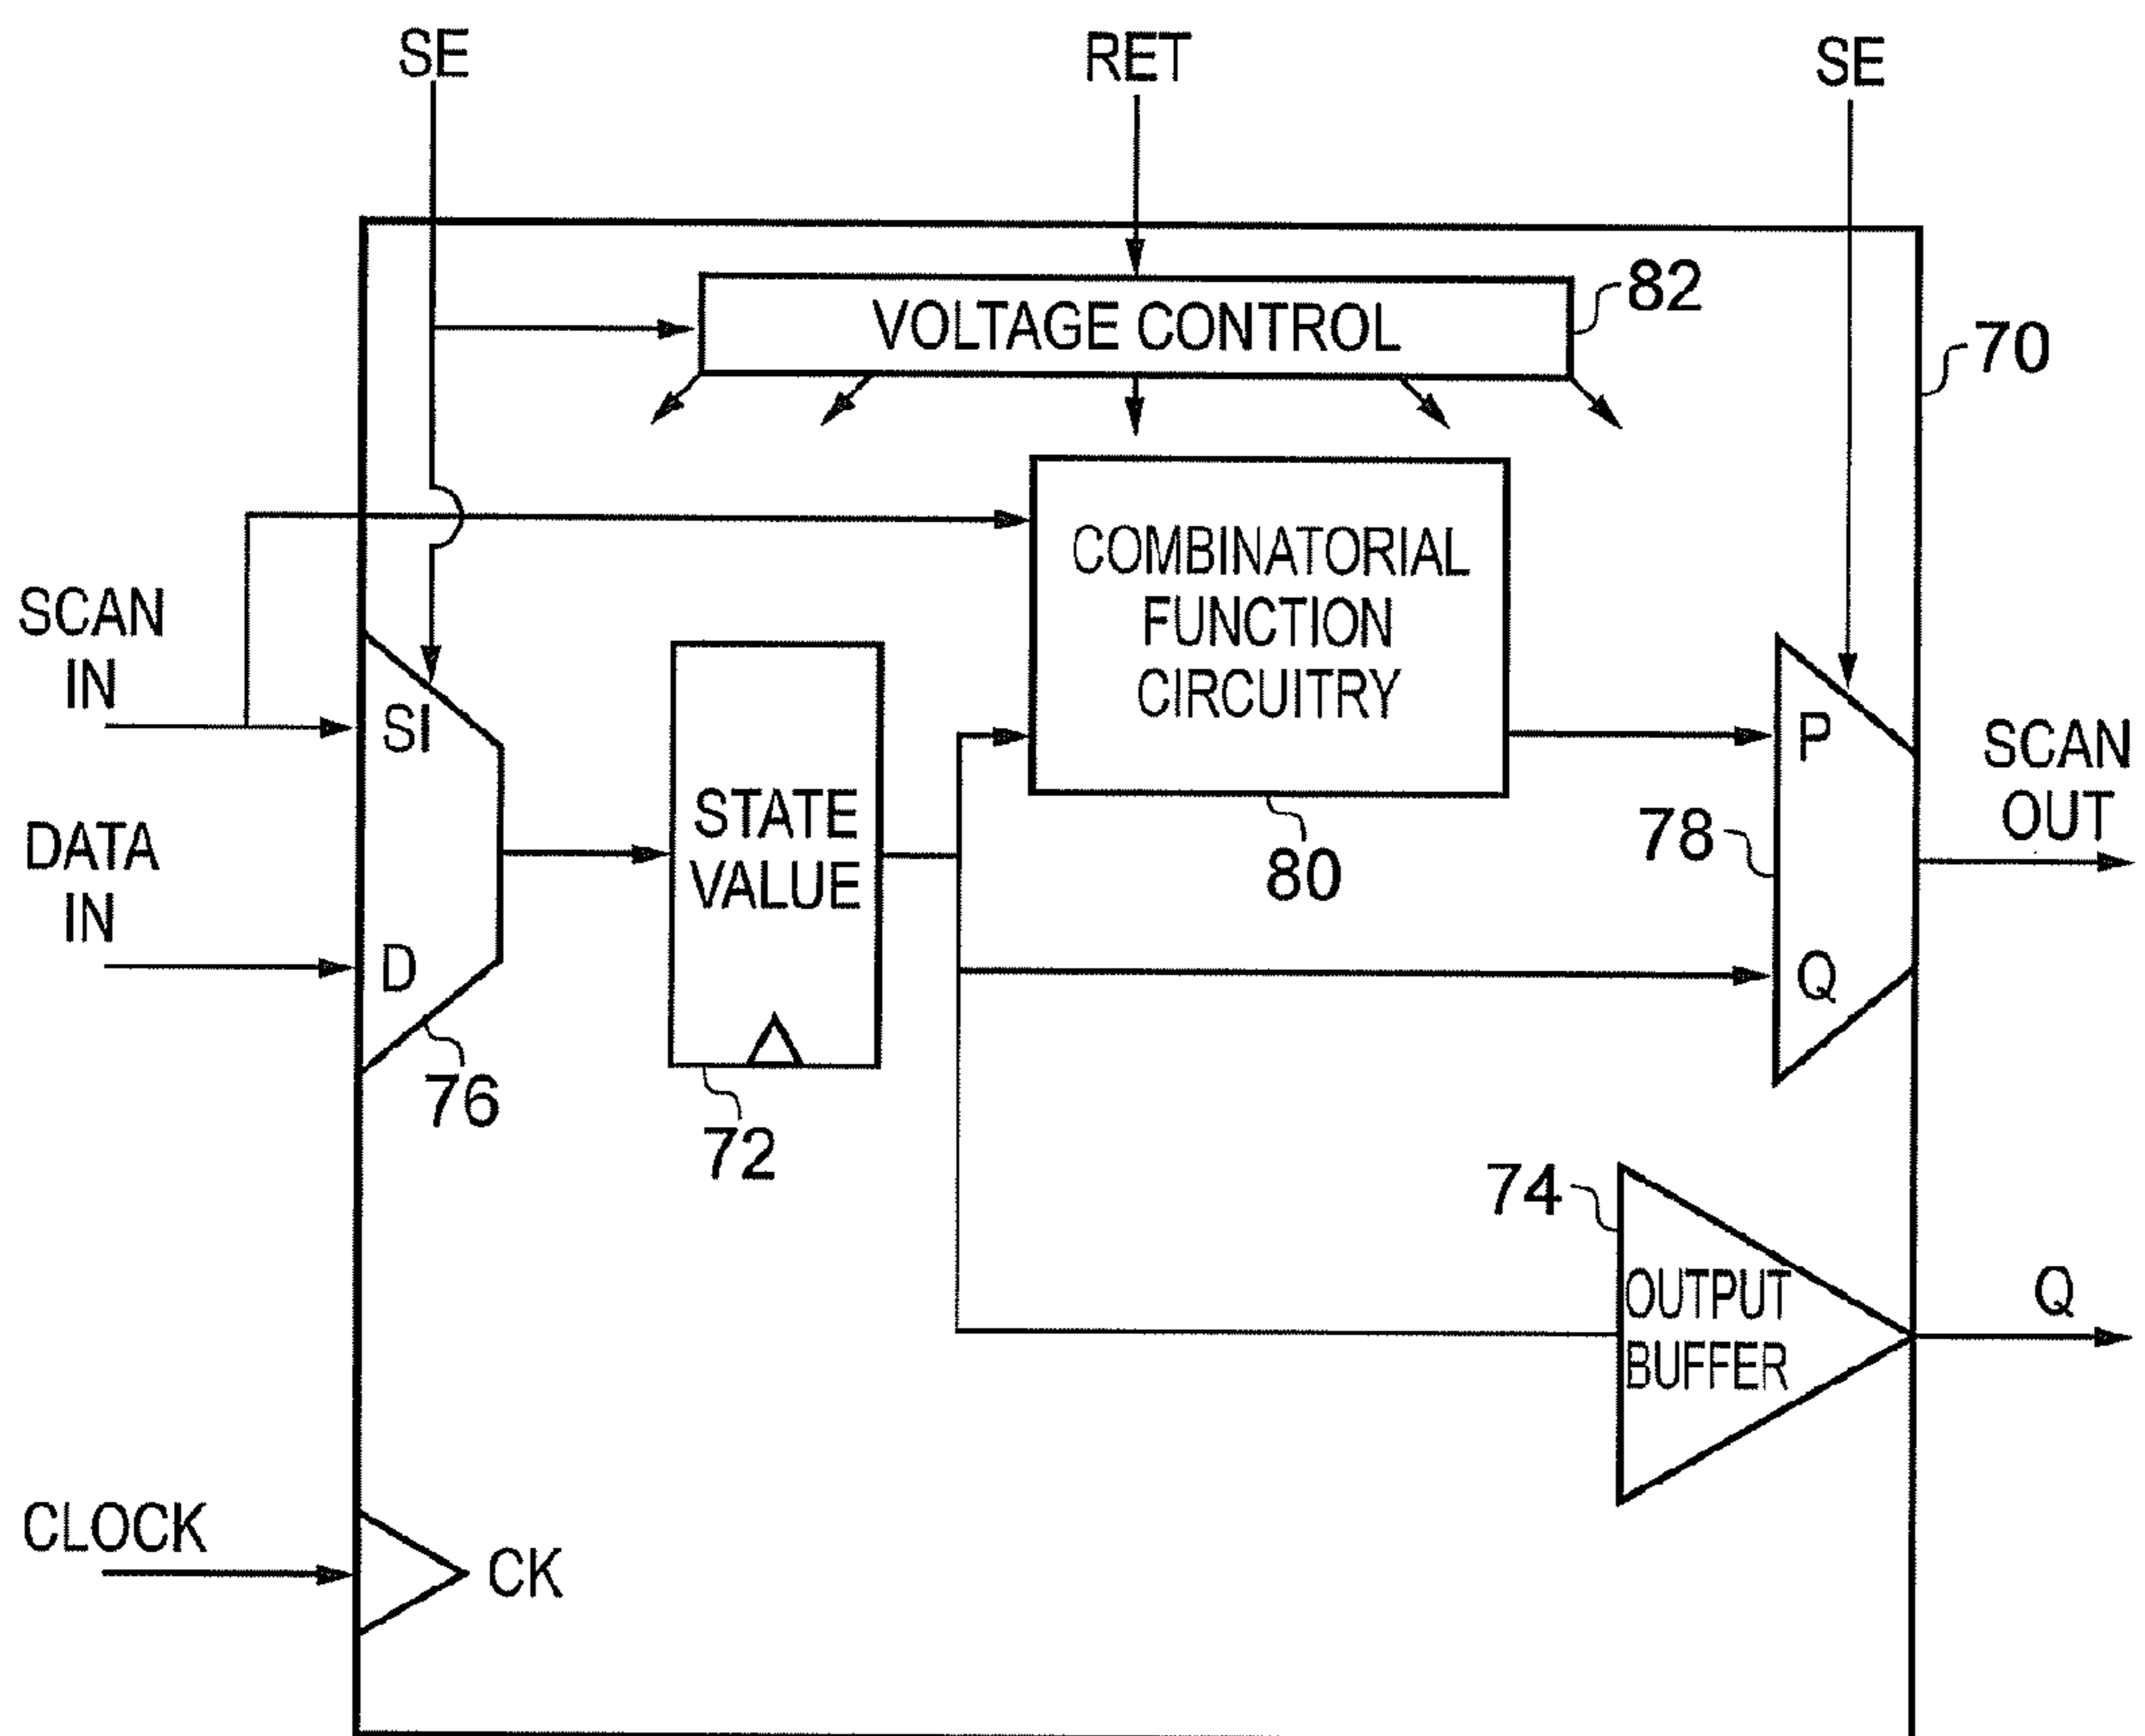 SE
RET
SE
VOLTAGE CONTROL
82
70
COMBINATORIAL
FUNCTION
CIRCUITRY
80
SCAN
IN
SI
DATA
IN
D
76
STATE
VALUE
72
P
78
Q
SCAN
OUT
74
OUTPUT
BUFFER
Q
CLOCK
CK